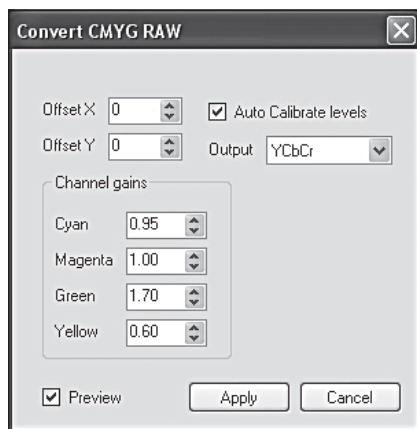 Convert CMYG RAW
Offset X 0 Auto Calibrate levels
Offset Y 0 Output YCbCr
Channel gains
Cyan 0.95
Magenta 1.00
Green 1.70
Yellow 0.60
Preview Apply Cancel